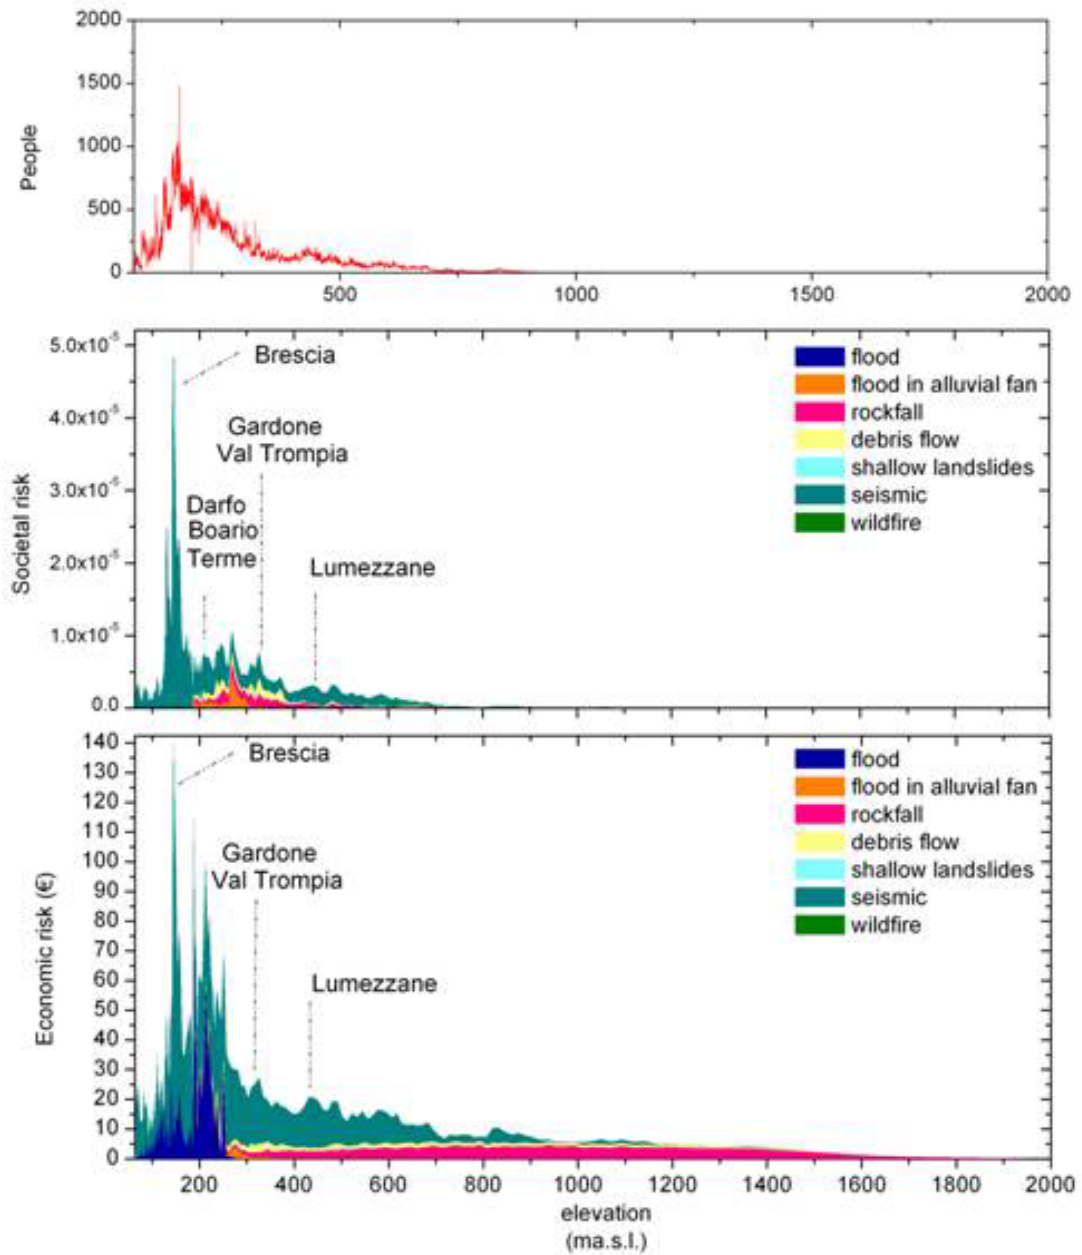 2000
1500
1000
500
0
People
500
1000
1500
2000
5.0x10⁻⁵
4.0x10⁻⁵
3.0x10⁻⁵
2.0x10⁻⁵
1.0x10⁻⁵
0.0
Societal risk
Brescia
Gardone
Val Trompia
Darfo
Boario
Terme
Lumezzane
flood
flood in alluvial fan
rockfall
debris flow
shallow landslides
seismic
wildfire
140
130
120
110
100
90
80
70
60
50
40
30
20
10
0
Economic risk (€)
Brescia
Gardone
Val Trompia
Lumezzane
flood
flood in alluvial fan
rockfall
debris flow
shallow landslides
seismic
wildfire
200
400
600
800
1000
1200
1400
1600
1800
2000
elevation
(ma.s.l.)